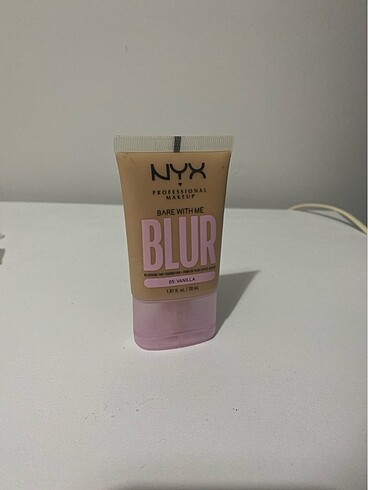 NYX
PROFESSIONAL
MAKEUP
BARE WITH ME
BLUR
05 VANILLA